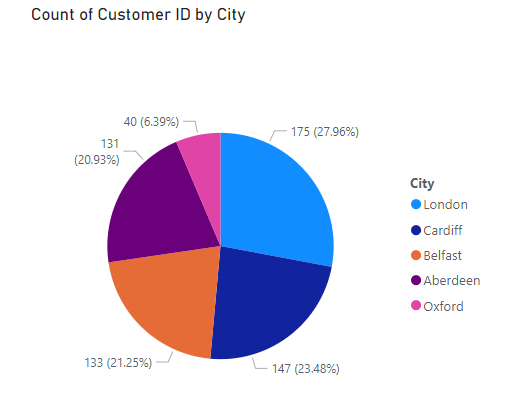 Count of Customer ID by City
40 (6.39%)
175 (27.96%)
131
(20.93%)
City
London
Cardiff
Belfast
Aberdeen
Oxford
133 (21.25%)
147 (23.48%)